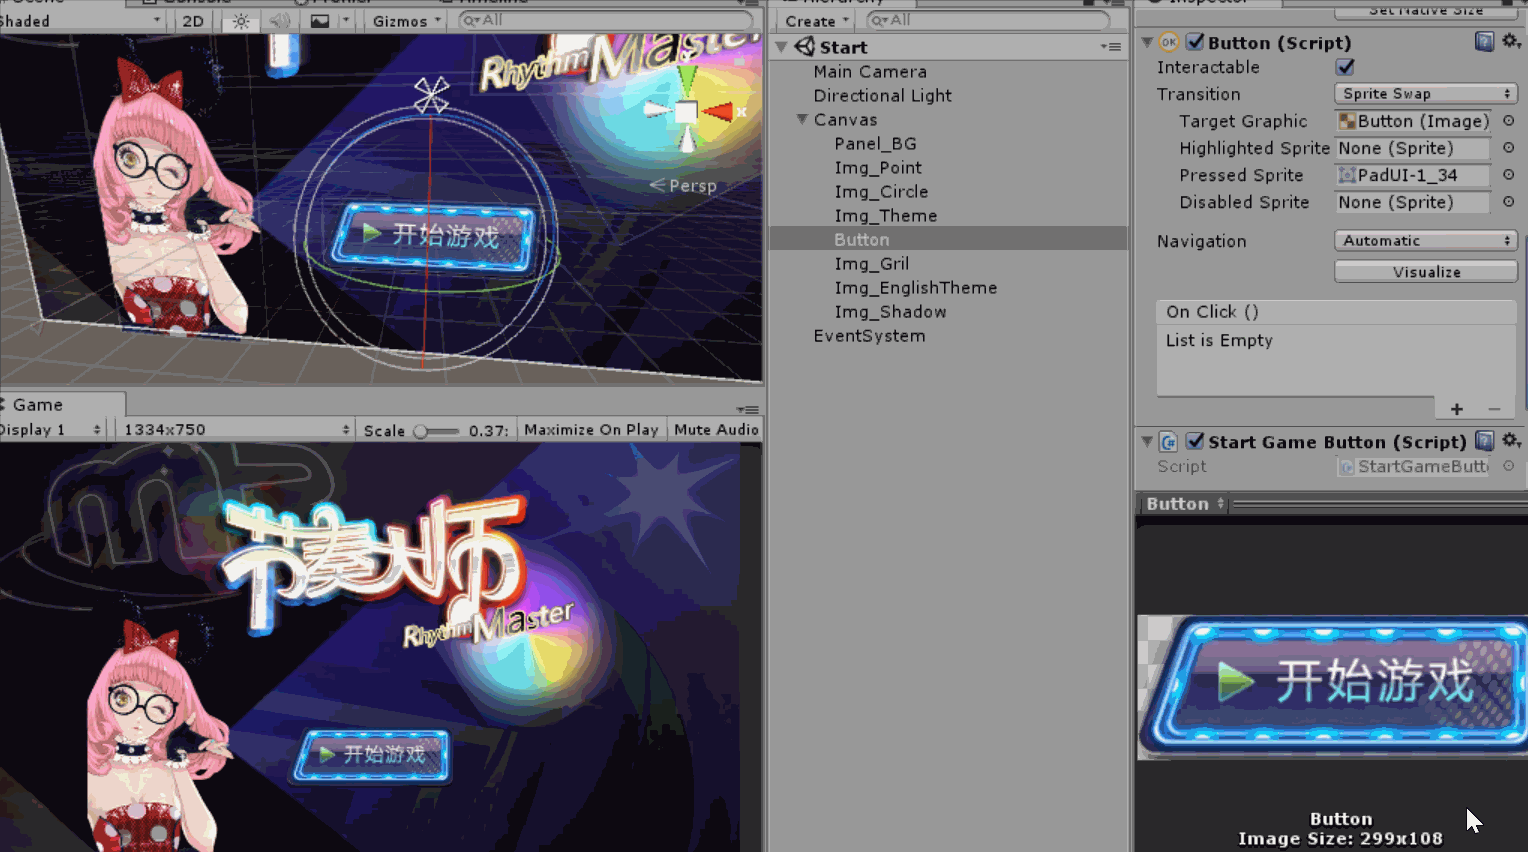 Shaded
2D
Gizmos
All
Rhythm Master
Persp
开始游戏
Game
Display 1
1334x750
Scale
0.37:
Maximize On Play
Mute Audio
节奏大师
Rhythm Master
开始游戏
Hierarchy
Create
All
Start
Main Camera
Directional Light
Canvas
Panel_BG
Img_Point
Img_Circle
Img_Theme
Button
Img_Gril
Img_EnglishTheme
Img_Shadow
EventSystem
Inspector
Set Native Size
OK
Button (Script)
Interactable
Transition
Sprite Swap
Target Graphic
Button (Image)
Highlighted Sprite
None (Sprite)
Pressed Sprite
PadUI-1_34
Disabled Sprite
None (Sprite)
Navigation
Automatic
Visualize
On Click ()
List is Empty
Start Game Button (Script)
Script
StartGameButt
Button
开始游戏
Button
Image Size: 299x108